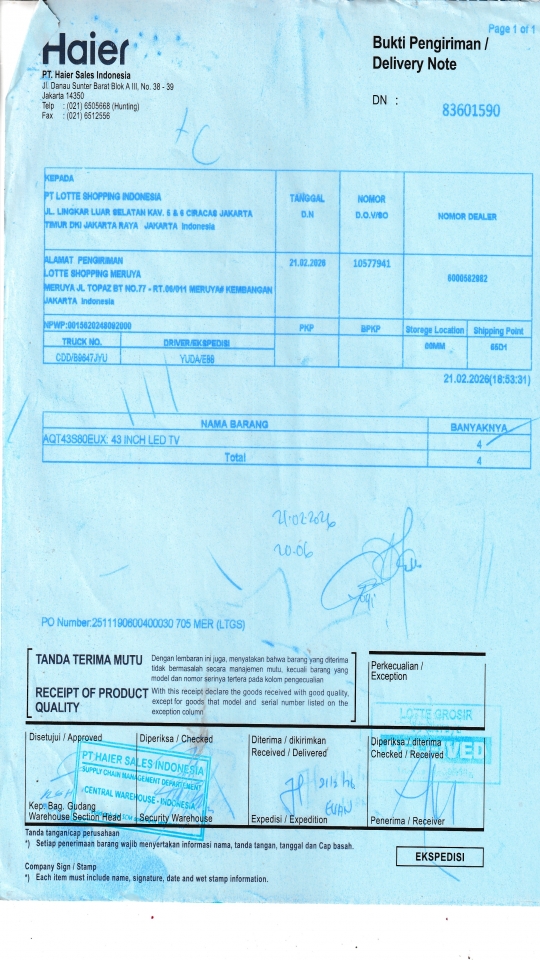 Page 1 of 1
Haier
Bukti Pengiriman /
Delivery Note
PT. Haier Sales Indonesia
Jl. Danau Sunter Barat Blok A III, No. 38 - 39
Jakarta 14350
Telp : (021) 6505668 (Hunting)
Fax : (021) 6512556
DN : 83601590
KEPADA
PT LOTTE SHOPPING INDONESIA
JL. LINGKAR LUAR SELATAN KAV. 5 & 6 CIRACAS JAKARTA
TIMUR DKI JAKARTA RAYA JAKARTA Indonesia
TANGGAL
D.N
NOMOR
D.O.V/SO
NOMOR DEALER
ALAMAT PENGIRIMAN
LOTTE SHOPPING MERUYA
MERUYA JL TOPAZ BT NO.77 - RT.06/011 MERUYA# KEMBANGAN
JAKARTA Indonesia
21.02.2026
10577941
6000582962
NPWP:0015620248092000
PKP
BPKP
Storage Location
Shipping Point
TRUCK NO.
DRIVER/EKSPEDISI
00MM
65D1
CDD/B9647JYU
YUDA/E59
21.02.2026(18:53:31)
NAMA BARANG
BANYAKNYA
AQT43S80EUX: 43 INCH LED TV
4
Total
4
21.02.2026
20.06
PO Number:2511190600400030 705 MER (LTGS)
TANDA TERIMA MUTU
Dengan lembaran ini juga, menyatakan bahwa barang yang diterima
tidak bermasalah secara manajemen mutu, kecuali barang yang
model dan nomor serinya tertera pada kolom pengecualian
RECEIPT OF PRODUCT
QUALITY
With this receipt declare the goods received with good quality,
except for goods that model and serial number listed on the
exception column
Perkecualian /
Exception
LOTTE GROSIR
Disetujui / Approved
Diperiksa / Checked
Diterima / dikirimkan
Received / Delivered
Diperiksa / diterima
Checked / Received
PT HAIER SALES INDONESIA
SUPPLY CHAIN MANAGEMENT DEPARTEMENT
CENTRAL WAREHOUSE - INDONESIA
EVAN
Kep. Bag. Gudang
Warehouse Section Head
Security Warehouse
Expedisi / Expedition
Penerima / Receiver
Tanda tangan/cap perusahaan
*) Setiap penerimaan barang wajib menyertakan informasi nama, tanda tangan, tanggal dan Cap basah.
EKSPEDISI
Company Sign / Stamp
*) Each item must include name, signature, date and wet stamp information.